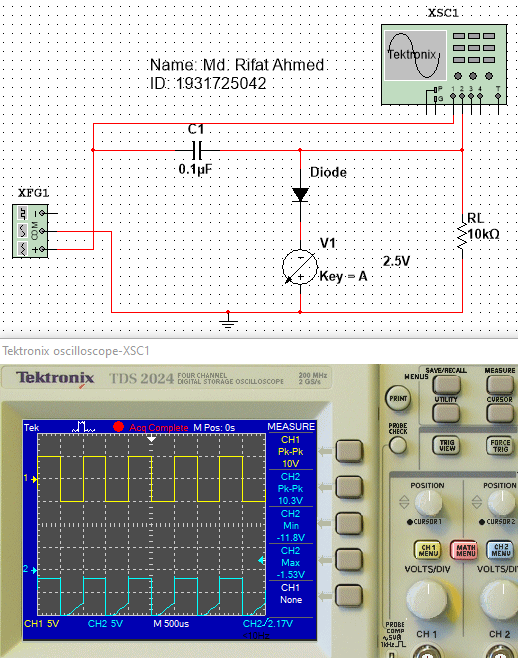 XSC1
Tektronix
Name: Md. Rifat Ahmed
ID: 1931725042
P
G
1 2 3 4 T
C1
0.1µF
Diode
XFG1
COM
V1
2.5V
Key = A
RL
10kΩ
Tektronix oscilloscope-XSC1
Tektronix TDS 2024 FOUR CHANNEL DIGITAL STORAGE OSCILLOSCOPE 200 MHz 2 GS/s
MENUS SAVE/RECALL MEASURE
PRINT UTILITY CURSOR
PROBE CHECK
TRIG VIEW FORCE TRIG
Tek Acq Complete M Pos: 0s MEASURE
CH1
Pk-Pk
10V
CH2
Pk-Pk
10.3V
CH2
Min
-11.8V
CH2
Max
-1.53V
CH1
None
1
2
CH1 5V CH2 5V M 500us CH2/2.17V
<10Hz
POSITION POSITION
CURSOR 1 CURSOR 2
CH 1 MENU MATH MENU CH 2 MENU
VOLTS/DIV VOLTS/DIV
PROBE COMP
~5V
1kHz
CH 1 CH 2